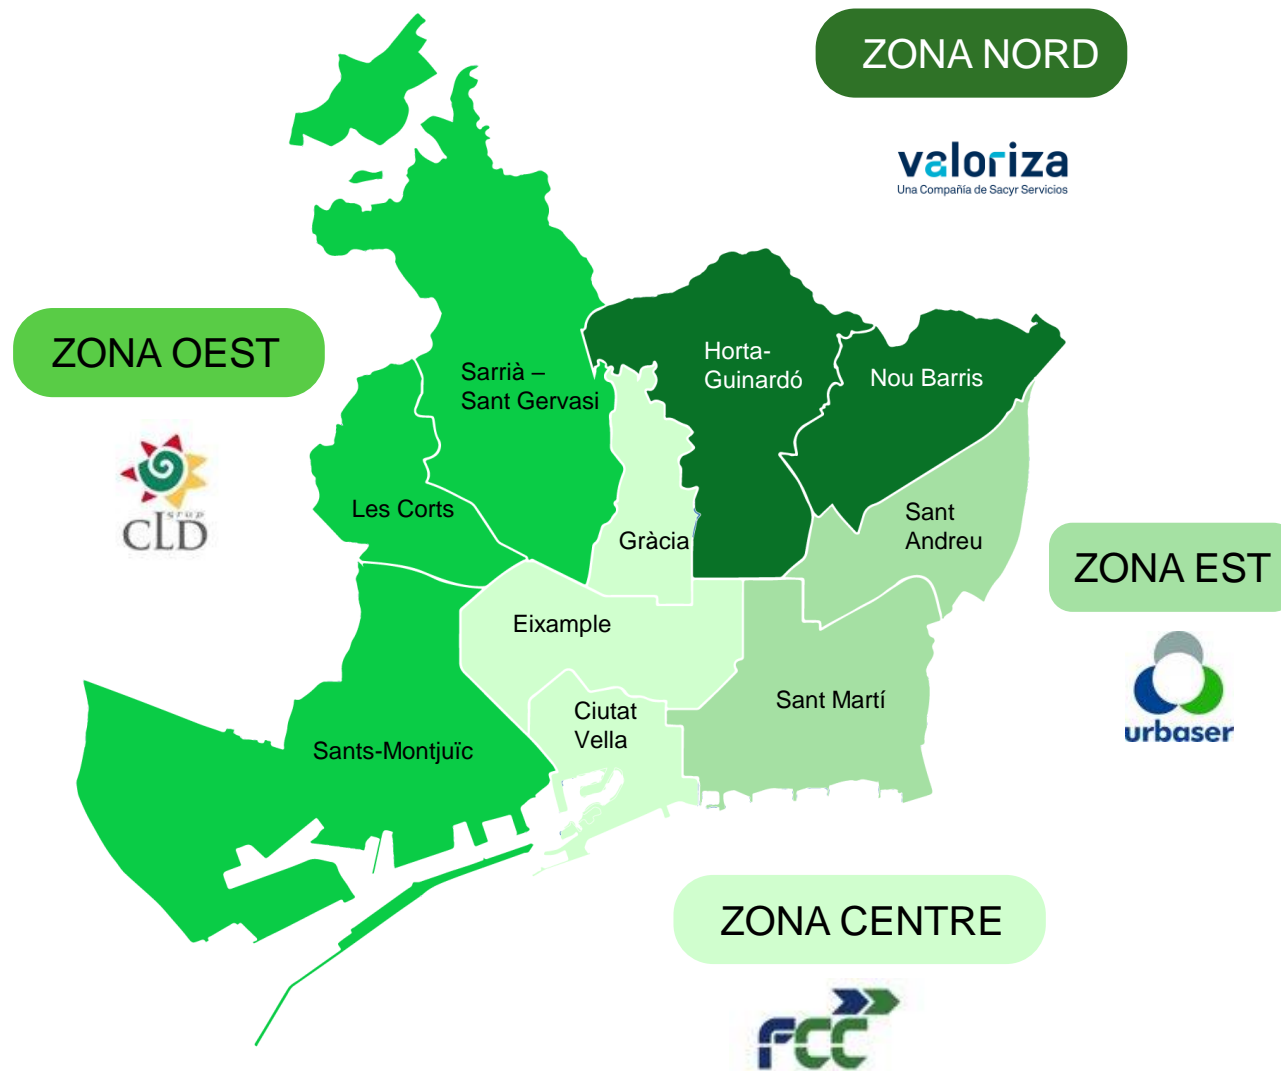 ZONA NORD
valoriza
Una Compañía de Sacyr Servicios
ZONA OEST
grup
CLD
Sarrià –
Sant Gervasi
Horta-
Guinardó
Nou Barris
Les Corts
Gràcia
Sant
Andreu
ZONA EST
urbaser
Eixample
Sant Martí
Ciutat
Vella
Sants-Montjuïc
ZONA CENTRE
FCC